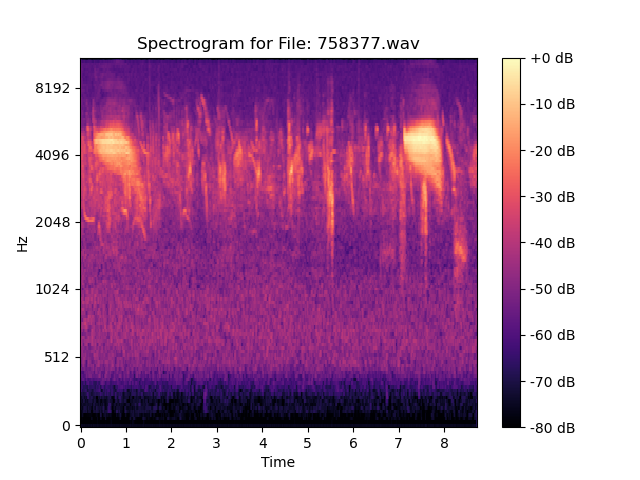 Spectrogram for File: 758377.wav
Hz
8192
4096
2048
1024
512
0
0 1 2 3 4 5 6 7 8
Time
+0 dB
-10 dB
-20 dB
-30 dB
-40 dB
-50 dB
-60 dB
-70 dB
-80 dB